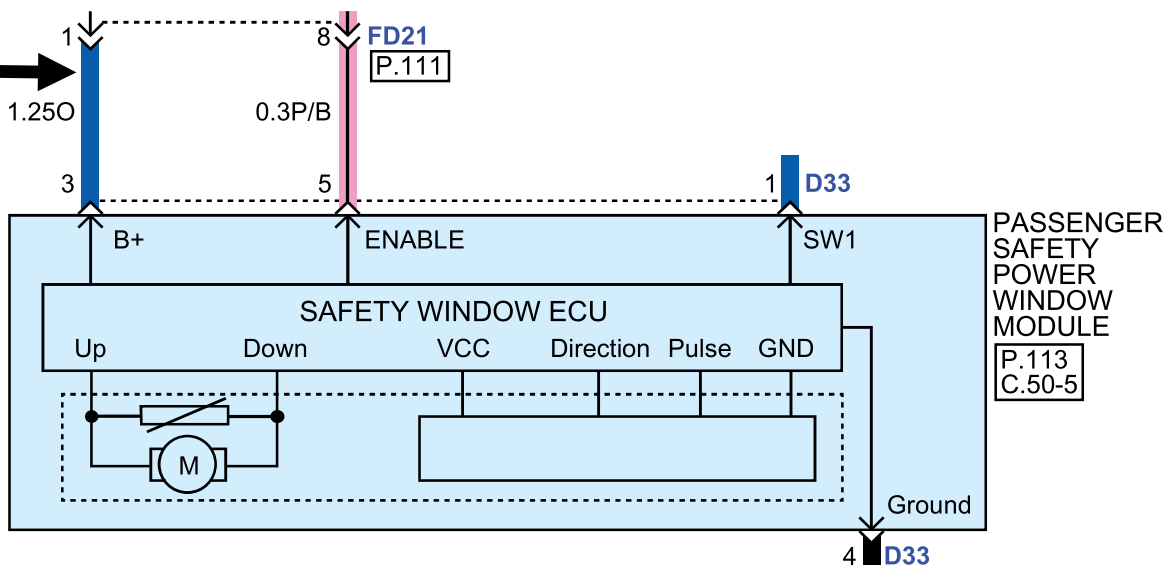 1
8
FD21
P.111
1.25O
0.3P/B
3
5
1
D33
B+
ENABLE
SW1
PASSENGER
SAFETY
POWER
WINDOW
MODULE
P.113
C.50-5
SAFETY WINDOW ECU
Up
Down
VCC
Direction
Pulse
GND
M
Ground
4
D33